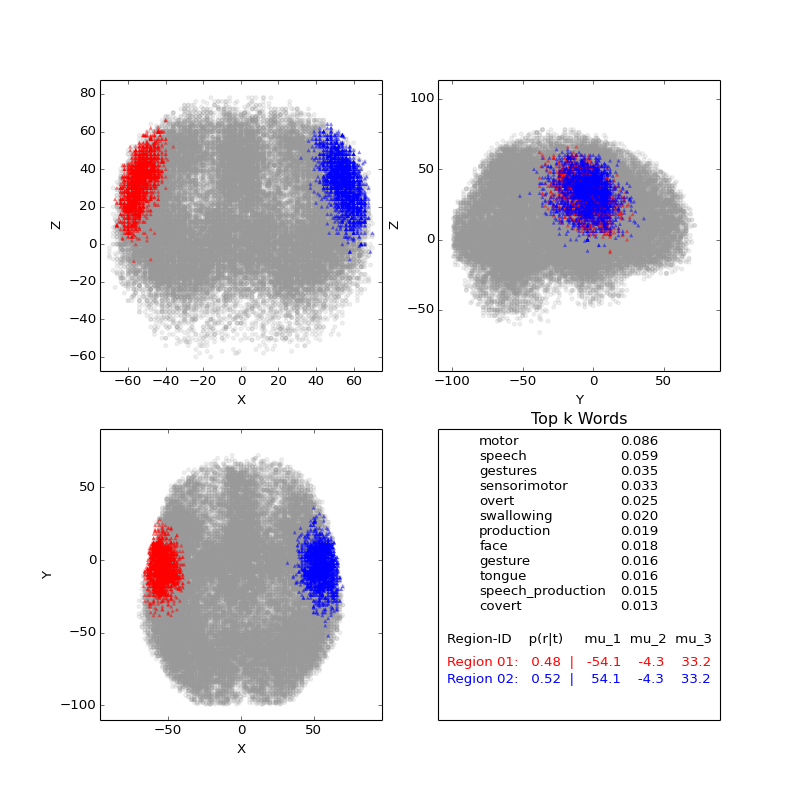 80
60
40
20
0
−20
−40
−60
Z
−60 −40 −20 0 20 40 60
X
100
50
0
−50
Z
−100 −50 0 50
Y
50
0
−50
−100
Y
−50 0 50
X
Top k Words
motor 0.086
speech 0.059
gestures 0.035
sensorimotor 0.033
overt 0.025
swallowing 0.020
production 0.019
face 0.018
gesture 0.016
tongue 0.016
speech_production 0.015
covert 0.013
Region-ID p(r|t) mu_1 mu_2 mu_3
Region 01: 0.48 | -54.1 -4.3 33.2
Region 02: 0.52 | 54.1 -4.3 33.2